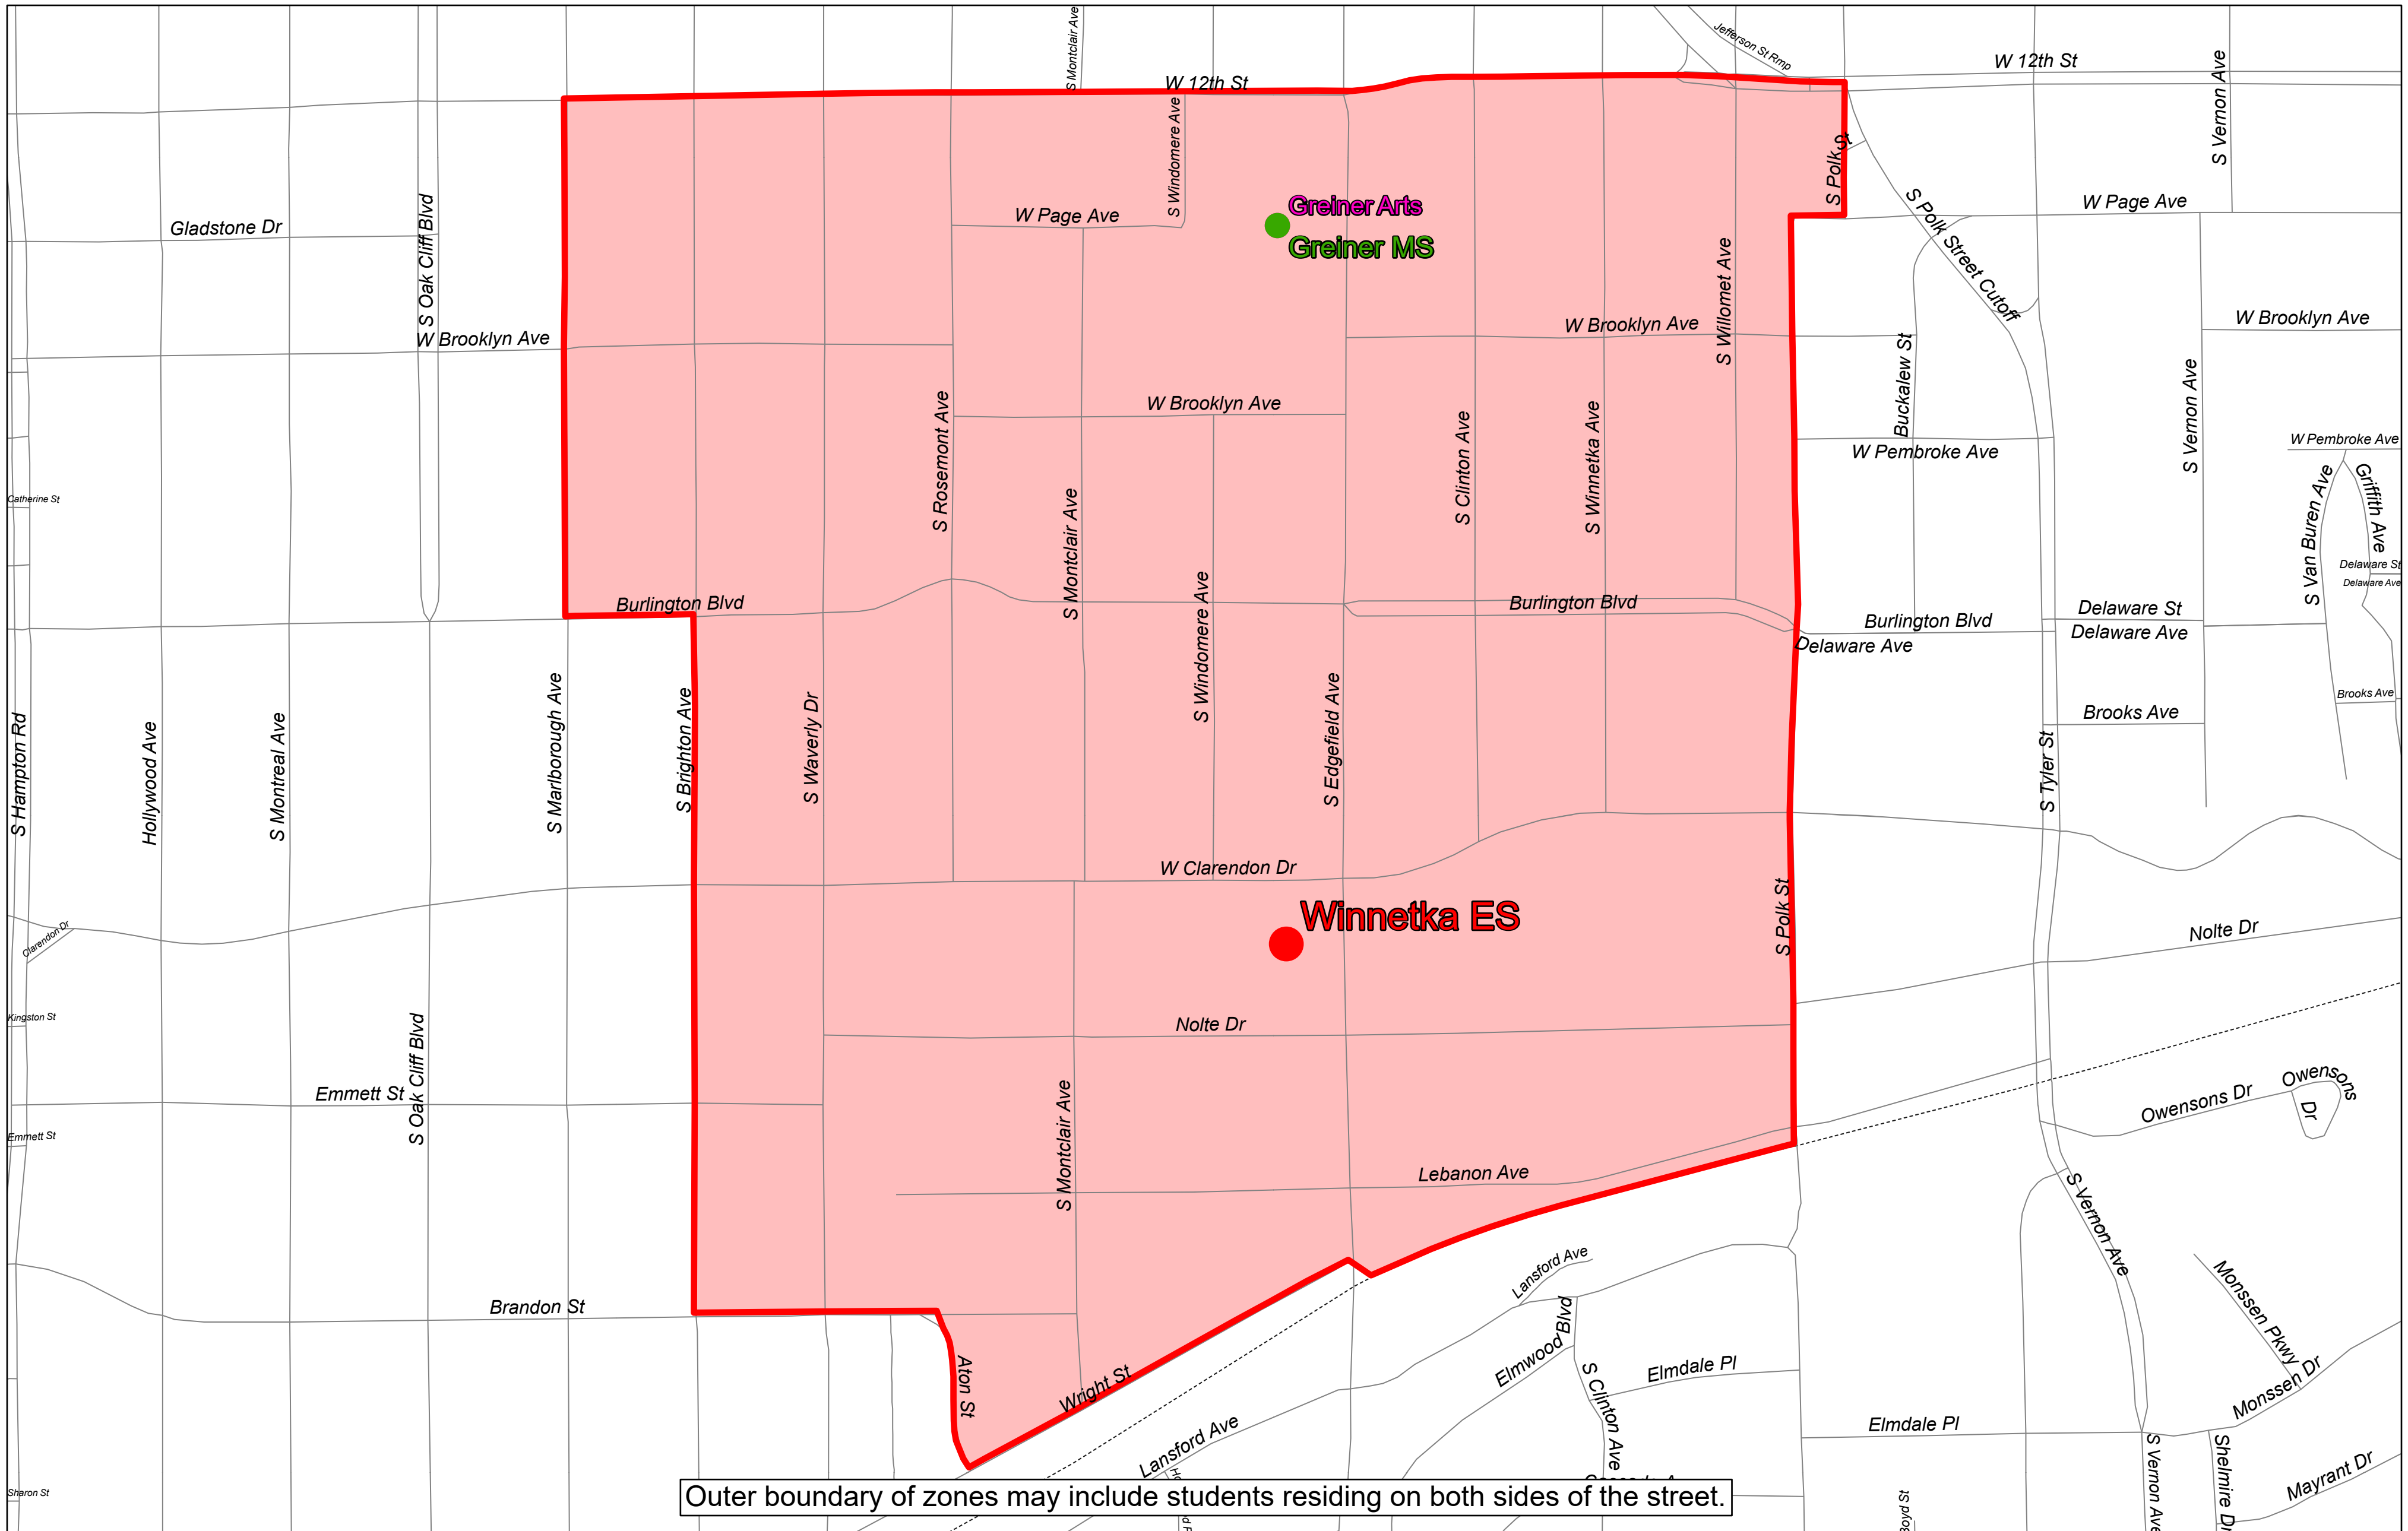 S Montclair Ave
Jefferson St Rmp
W 12th St
W 12th St
S Vernon Ave
S Windomere Ave
S Polk St
Greiner Arts
Greiner MS
W Page Ave
W Page Ave
Gladstone Dr
S Oak Cliff Blvd
S Polk Street Cutoff
S Willomet Ave
W Brooklyn Ave
W Brooklyn Ave
W Brooklyn Ave
W Brooklyn Ave
Buckalew St
S Rosemont Ave
S Clinton Ave
S Winnetka Ave
S Vernon Ave
W Pembroke Ave
W Pembroke Ave
Catherine St
S Montclair Ave
S Van Buren Ave
Griffith Ave
Delaware St
Delaware Ave
Burlington Blvd
Burlington Blvd
Burlington Blvd
Delaware St
Delaware Ave
Delaware Ave
S Windomere Ave
Brooks Ave
Brooks Ave
S Hampton Rd
Hollywood Ave
S Montreal Ave
S Marlborough Ave
S Brighton Ave
S Waverly Dr
S Edgefield Ave
S Tyler St
W Clarendon Dr
Winnetka ES
S Polk St
Clarendon Dr
Nolte Dr
Kingston St
Nolte Dr
S Oak Cliff Blvd
Emmett St
Emmett St
S Montclair Ave
Owensons Dr
Owensons
Dr
Lebanon Ave
S Vernon Ave
Lansford Ave
Brandon St
Monssen Pkwy
Elmwood Blvd
Aton St
Wright St
S Clinton Ave
Elmdale Pl
Monssen Dr
Elmdale Pl
Lansford Ave
S Vernon Ave
Shelmire Dr
Mayrant Dr
Sharon St
Boyd St
Outer boundary of zones may include students residing on both sides of the street.